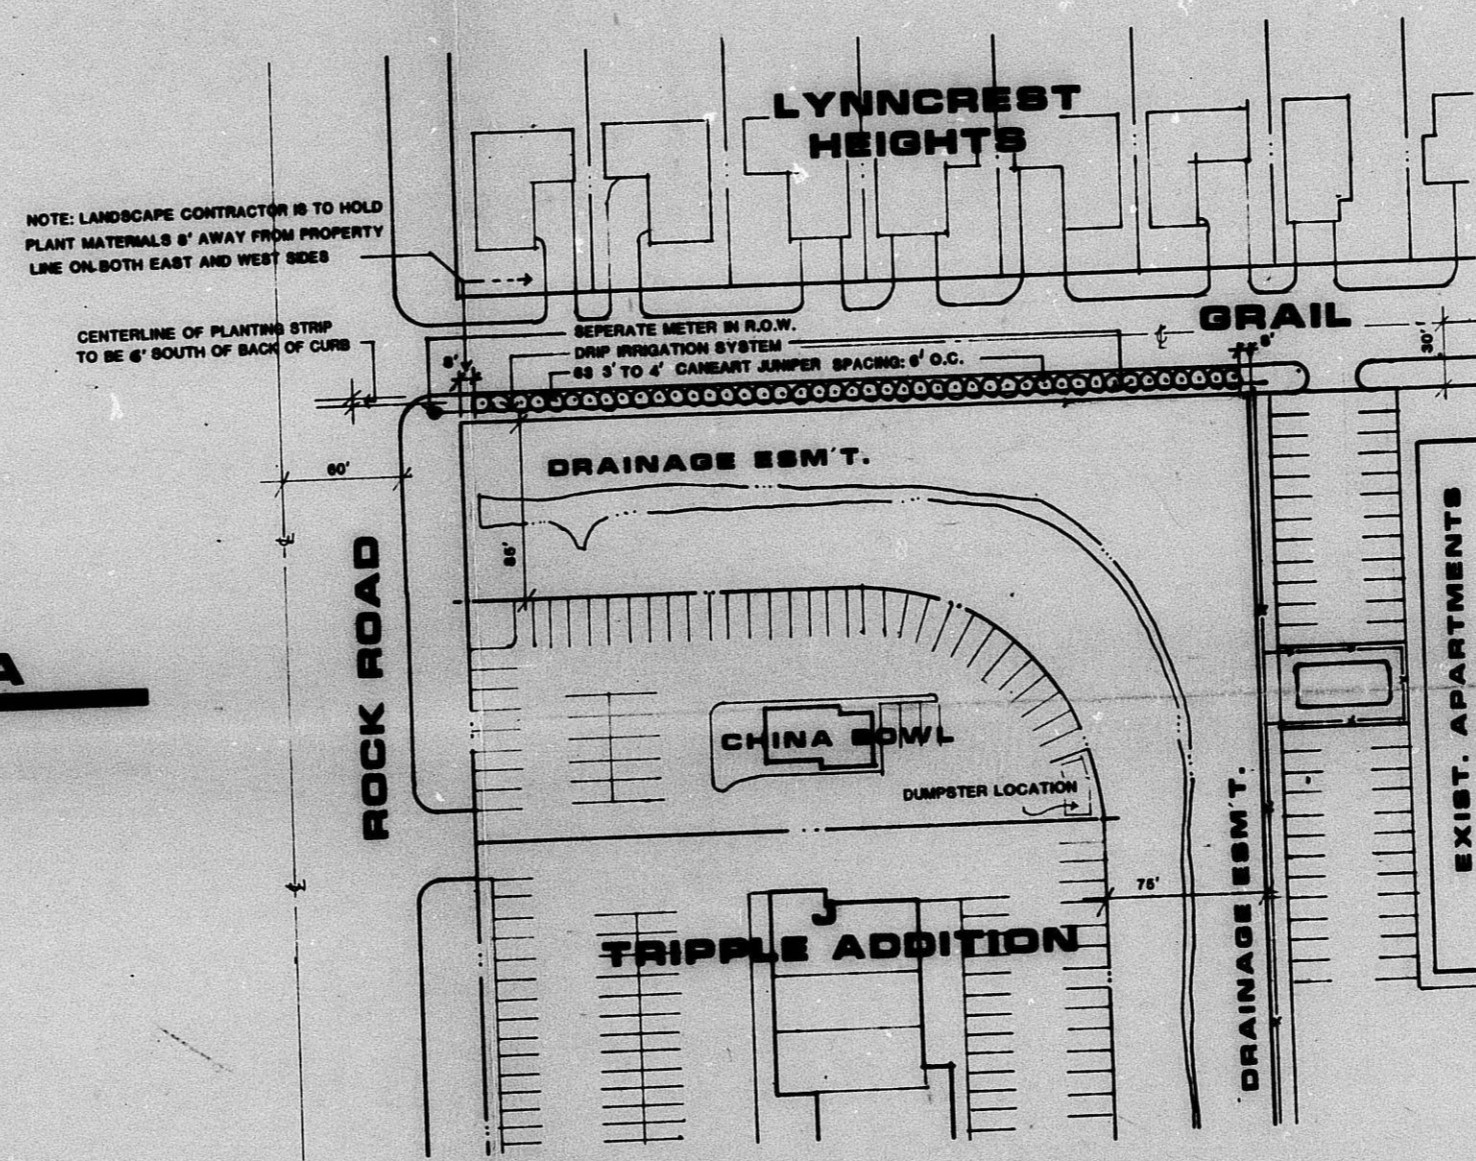 LYNNCREST
HEIGHTS
NOTE: LANDSCAPE CONTRACTOR IS TO HOLD
PLANT MATERIALS 8' AWAY FROM PROPERTY
LINE ON BOTH EAST AND WEST SIDES
CENTERLINE OF PLANTING STRIP
TO BE 6' SOUTH OF BACK OF CURB
SEPERATE METER IN R.O.W.
DRIP IRRIGATION SYSTEM
63 3' TO 4' CANEART JUNIPER SPACING: 6' O.C.
GRAIL
8'
8'
30'
60'
DRAINAGE ESM'T.
ROCK ROAD
A
CHINA BOWL
DUMPSTER LOCATION
75'
TRIPPLE J ADDITION
DRAINAGE ESM'T.
EXIST. APARTMENTS